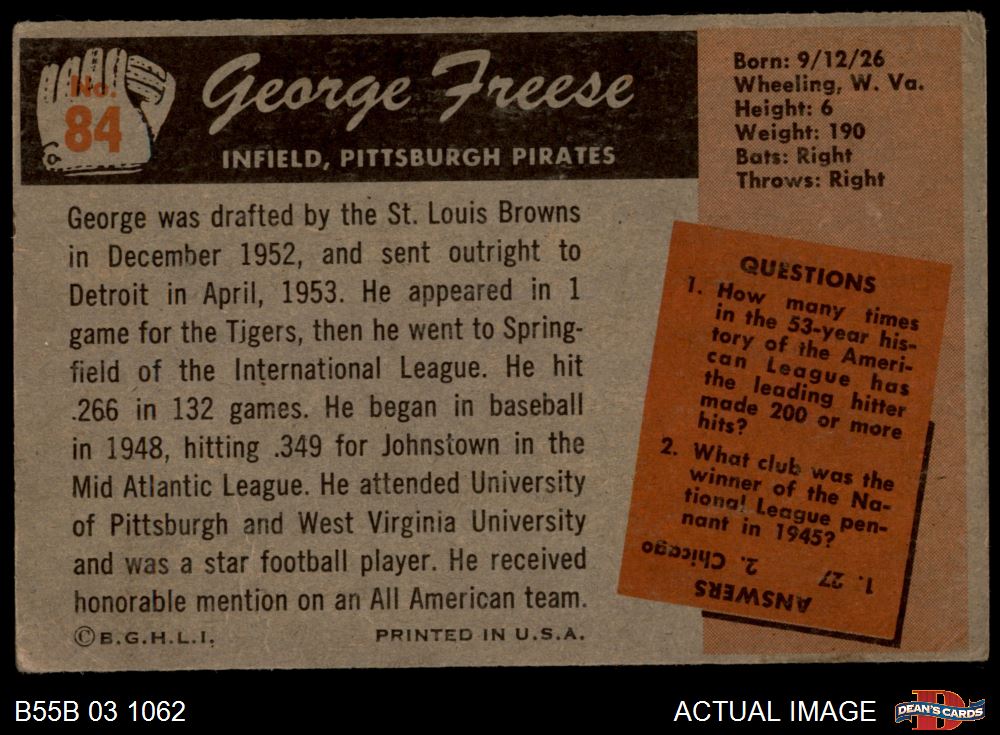 No.
84
George Freese
INFIELD, PITTSBURGH PIRATES
Born: 9/12/26
Wheeling, W. Va.
Height: 6
Weight: 190
Bats: Right
Throws: Right
George was drafted by the St. Louis Browns
in December 1952, and sent outright to
Detroit in April, 1953. He appeared in 1
game for the Tigers, then he went to Spring-
field of the International League. He hit
.266 in 132 games. He began in baseball
in 1948, hitting .349 for Johnstown in the
Mid Atlantic League. He attended University
of Pittsburgh and West Virginia University
and was a star football player. He received
honorable mention on an All American team.
©B.G.H.L.I.
PRINTED IN U.S.A.
QUESTIONS
1. How many times
in the 53-year his-
tory of the Ameri-
can League has
the leading hitter
made 200 or more
hits?
2. What club was the
winner of the Na-
tional League pen-
nant in 1945?
ANSWERS
1. 27 2. Chicago
B55B 03 1062
ACTUAL IMAGE
DEAN'S CARDS